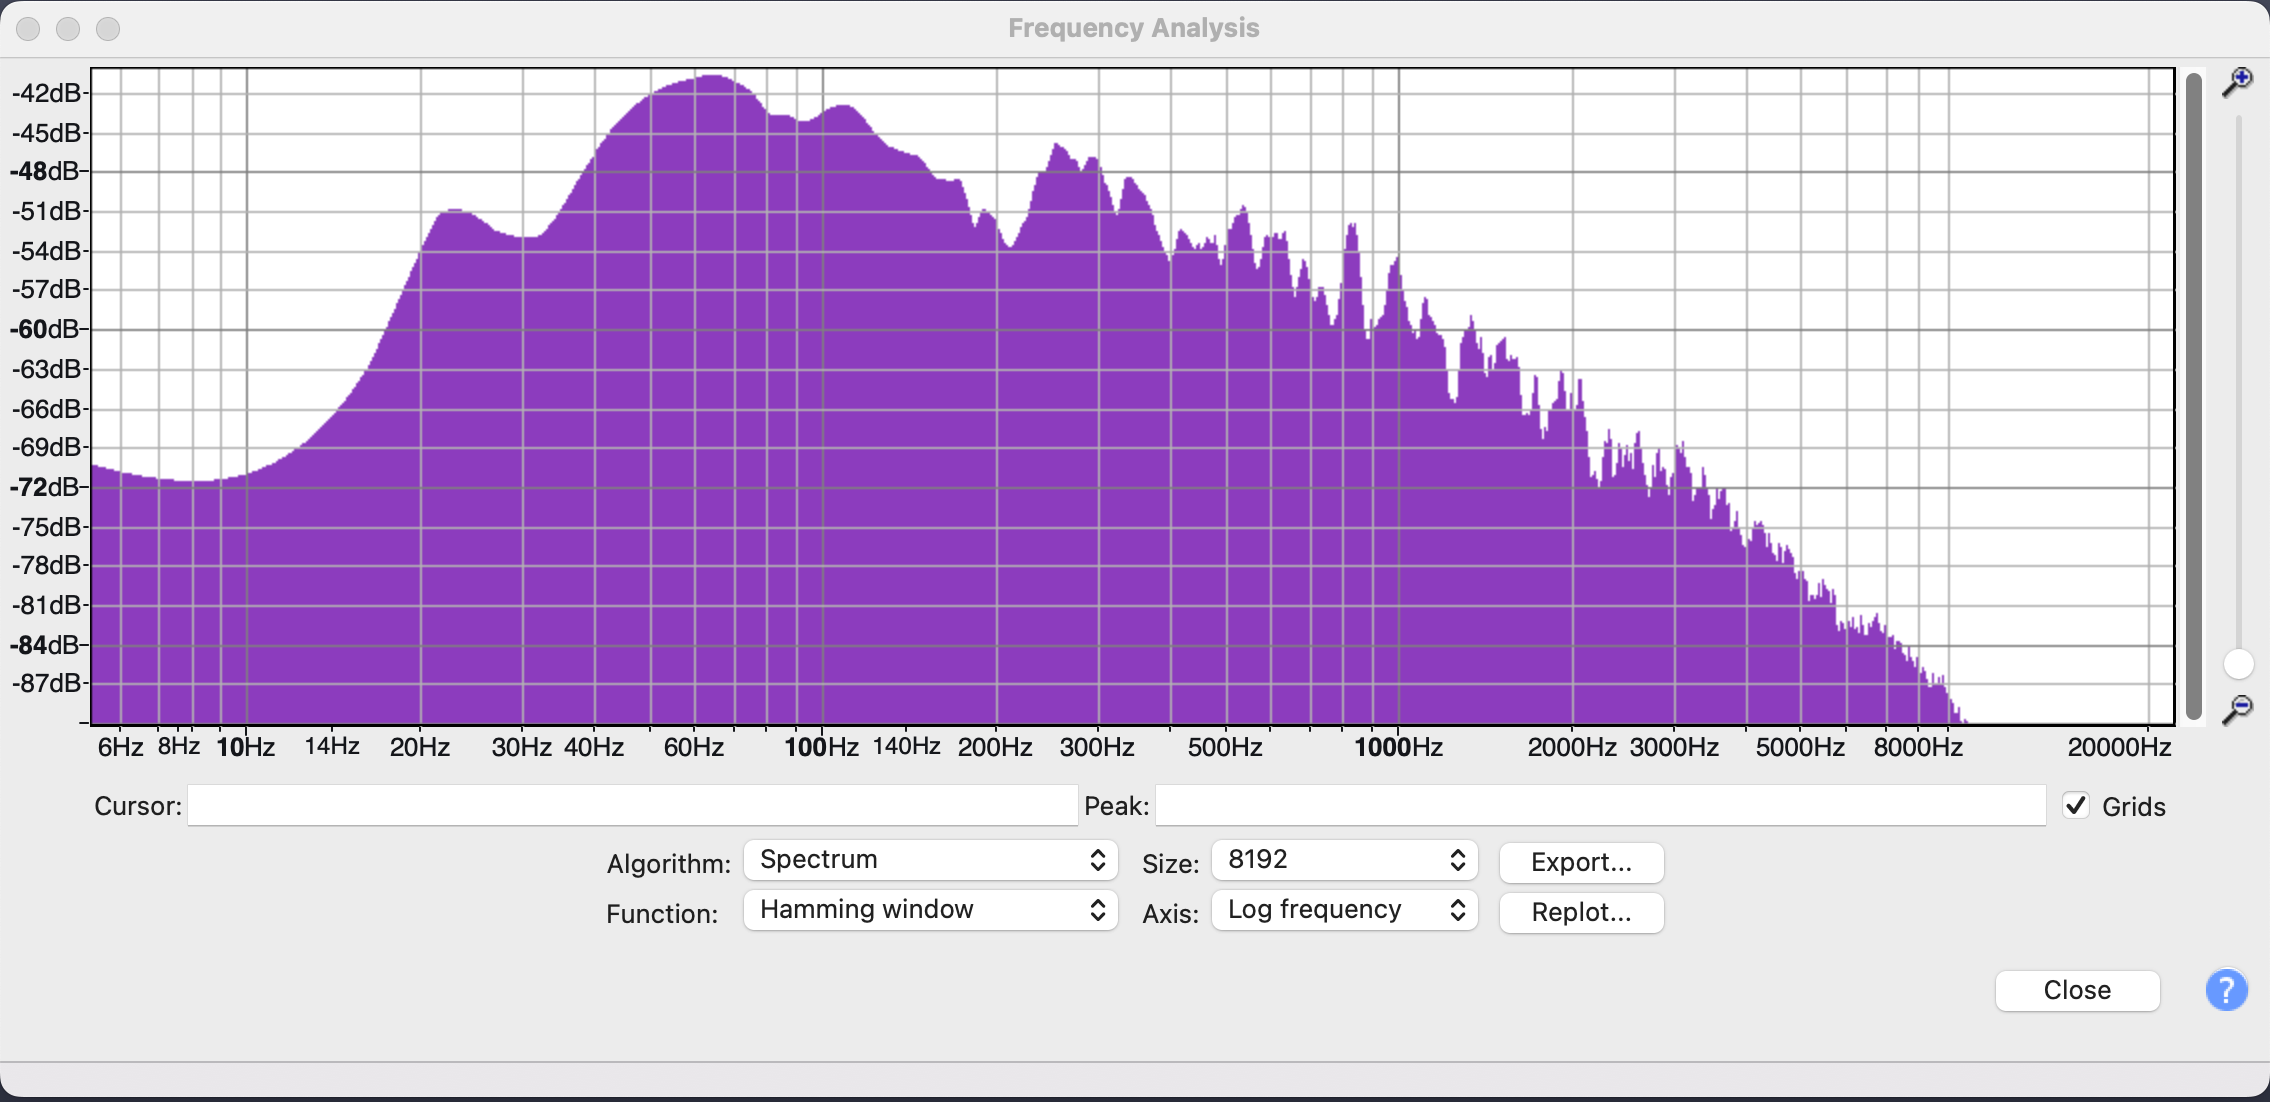 Frequency Analysis
-42dB
-45dB
-48dB
-51dB
-54dB
-57dB
-60dB
-63dB
-66dB
-69dB
-72dB
-75dB
-78dB
-81dB
-84dB
-87dB
6Hz 8Hz 10Hz 14Hz 20Hz 30Hz 40Hz 60Hz 100Hz 140Hz 200Hz 300Hz 500Hz 1000Hz 2000Hz 3000Hz 5000Hz 8000Hz 20000Hz
Cursor: Peak: Grids
Algorithm: Spectrum Size: 8192 Export...
Function: Hamming window Axis: Log frequency Replot...
Close ?